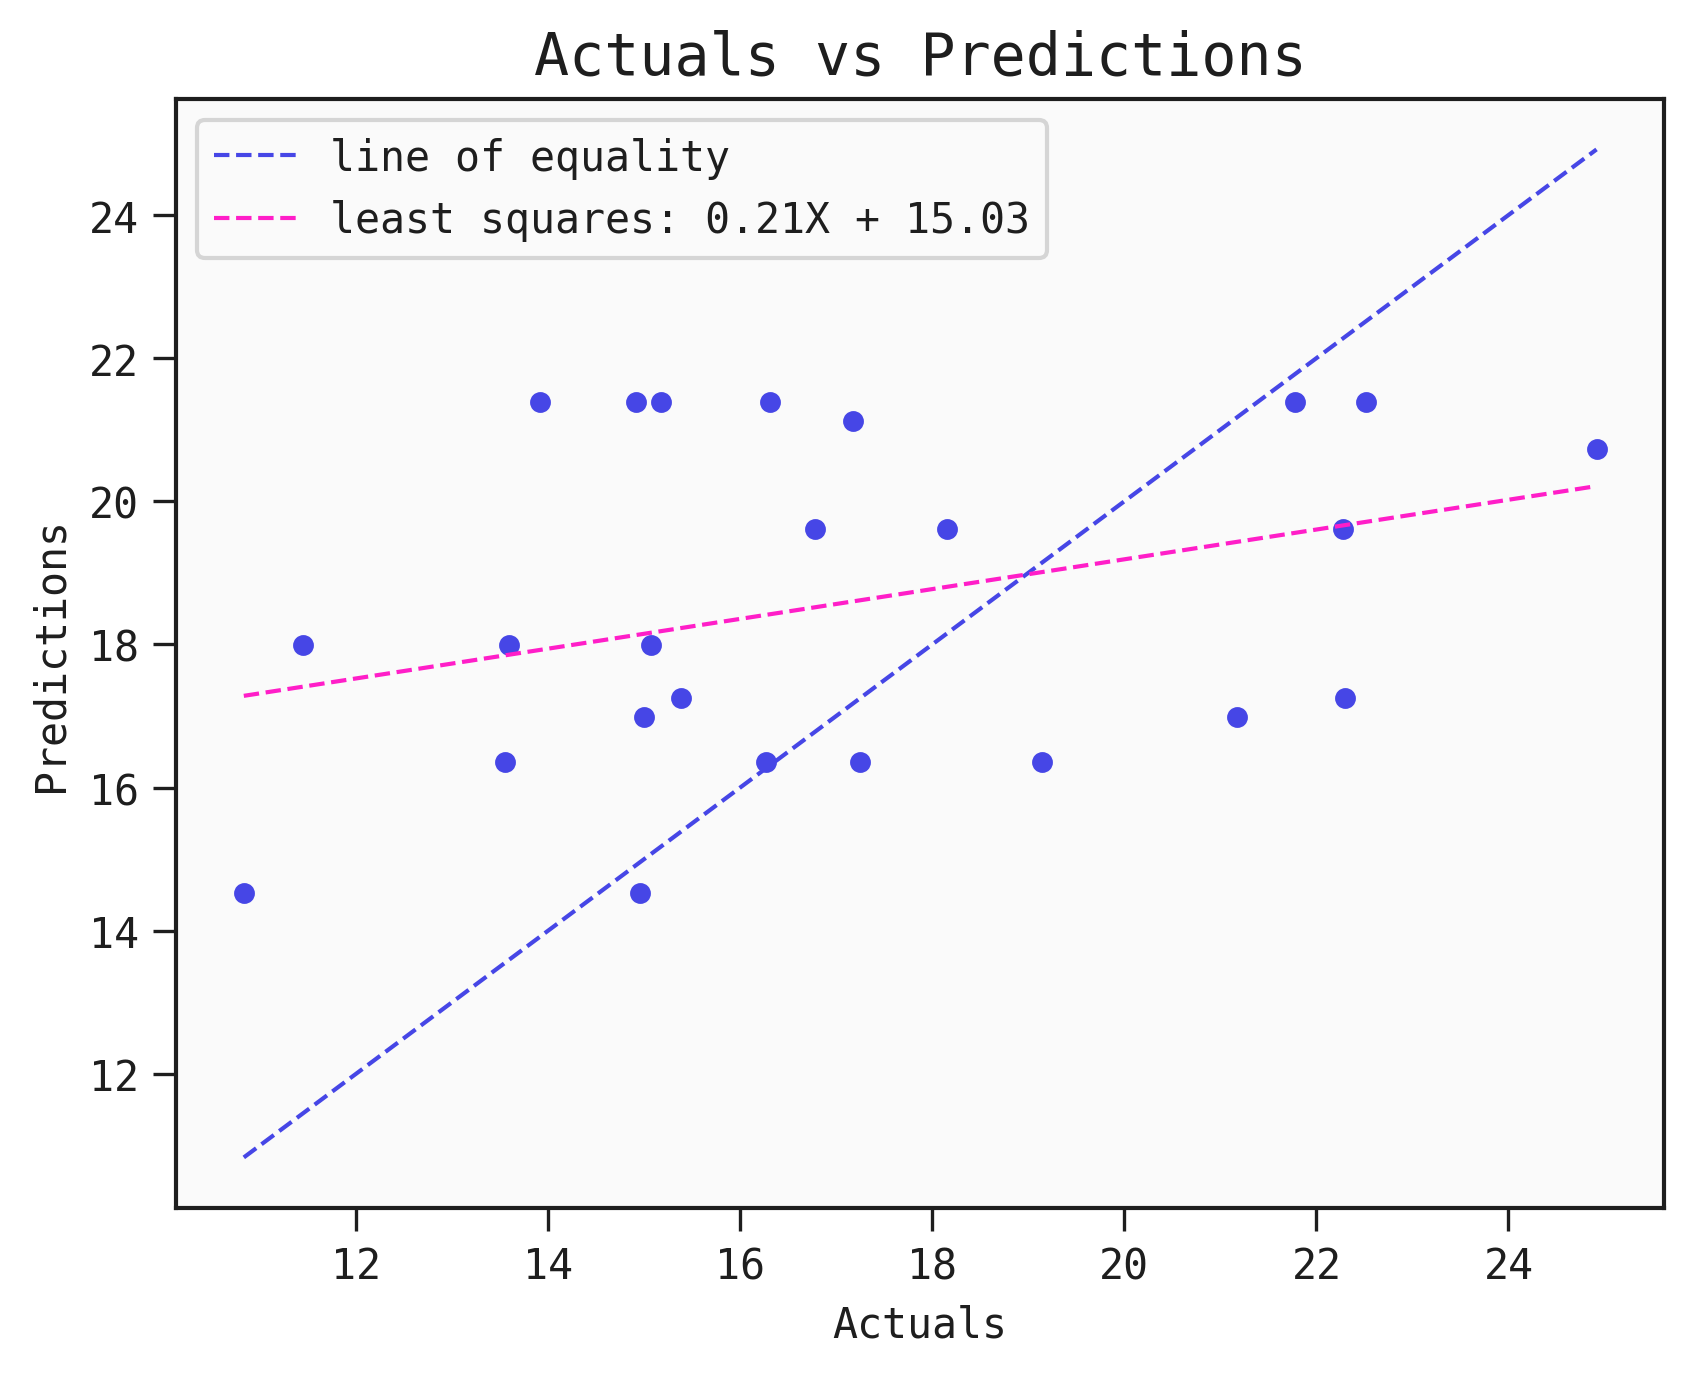 Actuals vs Predictions
line of equality
least squares: 0.21X + 15.03
24
22
20
18
16
14
12
Predictions
12 14 16 18 20 22 24
Actuals